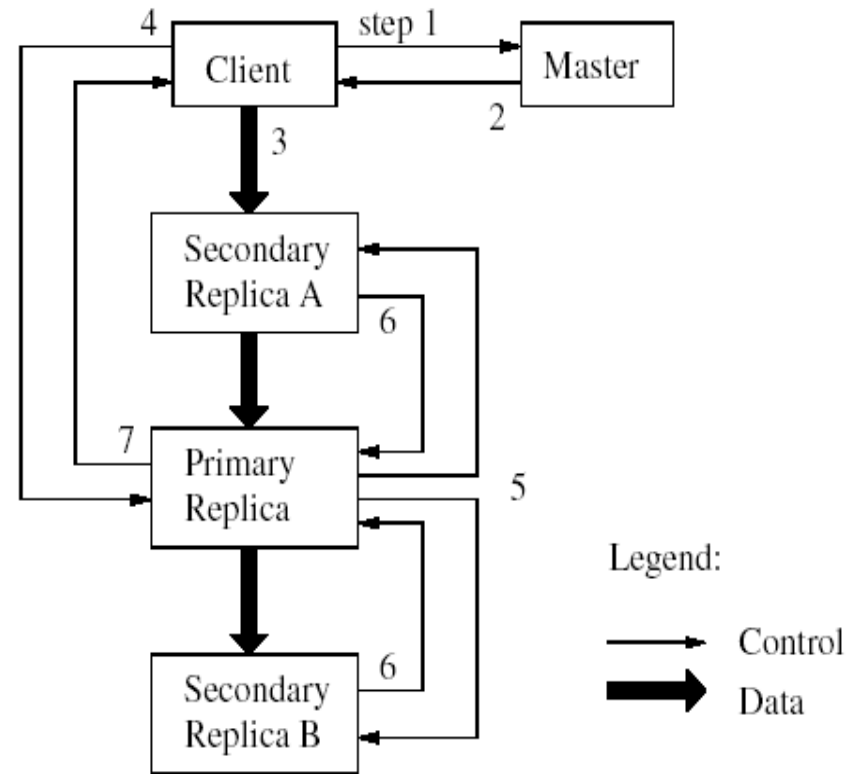 4
step 1
Client
Master
2
3
Secondary
Replica A
6
7
Primary
Replica
5
Legend:
Control
6
Secondary
Replica B
Data